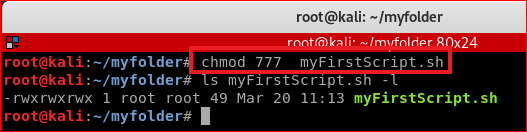 root@kali: ~/myfolder
root@kali: ~/myfolder 80x24
root@kali:~/myfolder# chmod 777  myFirstScript.sh
root@kali:~/myfolder# ls myFirstScript.sh -l
-rwxrwxrwx 1 root root 49 Mar 20 11:13 myFirstScript.sh
root@kali:~/myfolder#